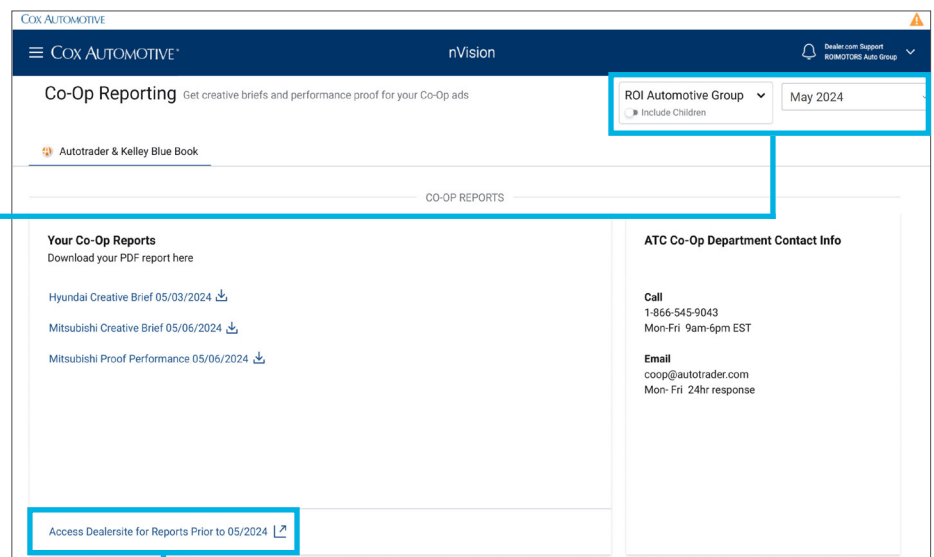 COX AUTOMOTIVE
COX AUTOMOTIVE
nVision
Dealer.com Support
ROIMOTORS Auto Group
Co-Op Reporting Get creative briefs and performance proof for your Co-Op ads
ROI Automotive Group
Include Children
May 2024
Autotrader & Kelley Blue Book
CO-OP REPORTS
Your Co-Op Reports
Download your PDF report here
Hyundai Creative Brief 05/03/2024
Mitsubishi Creative Brief 05/06/2024
Mitsubishi Proof Performance 05/06/2024
Access Dealersite for Reports Prior to 05/2024
ATC Co-Op Department Contact Info
Call
1-866-545-9043
Mon-Fri 9am-6pm EST
Email
coop@autotrader.com
Mon- Fri 24hr response